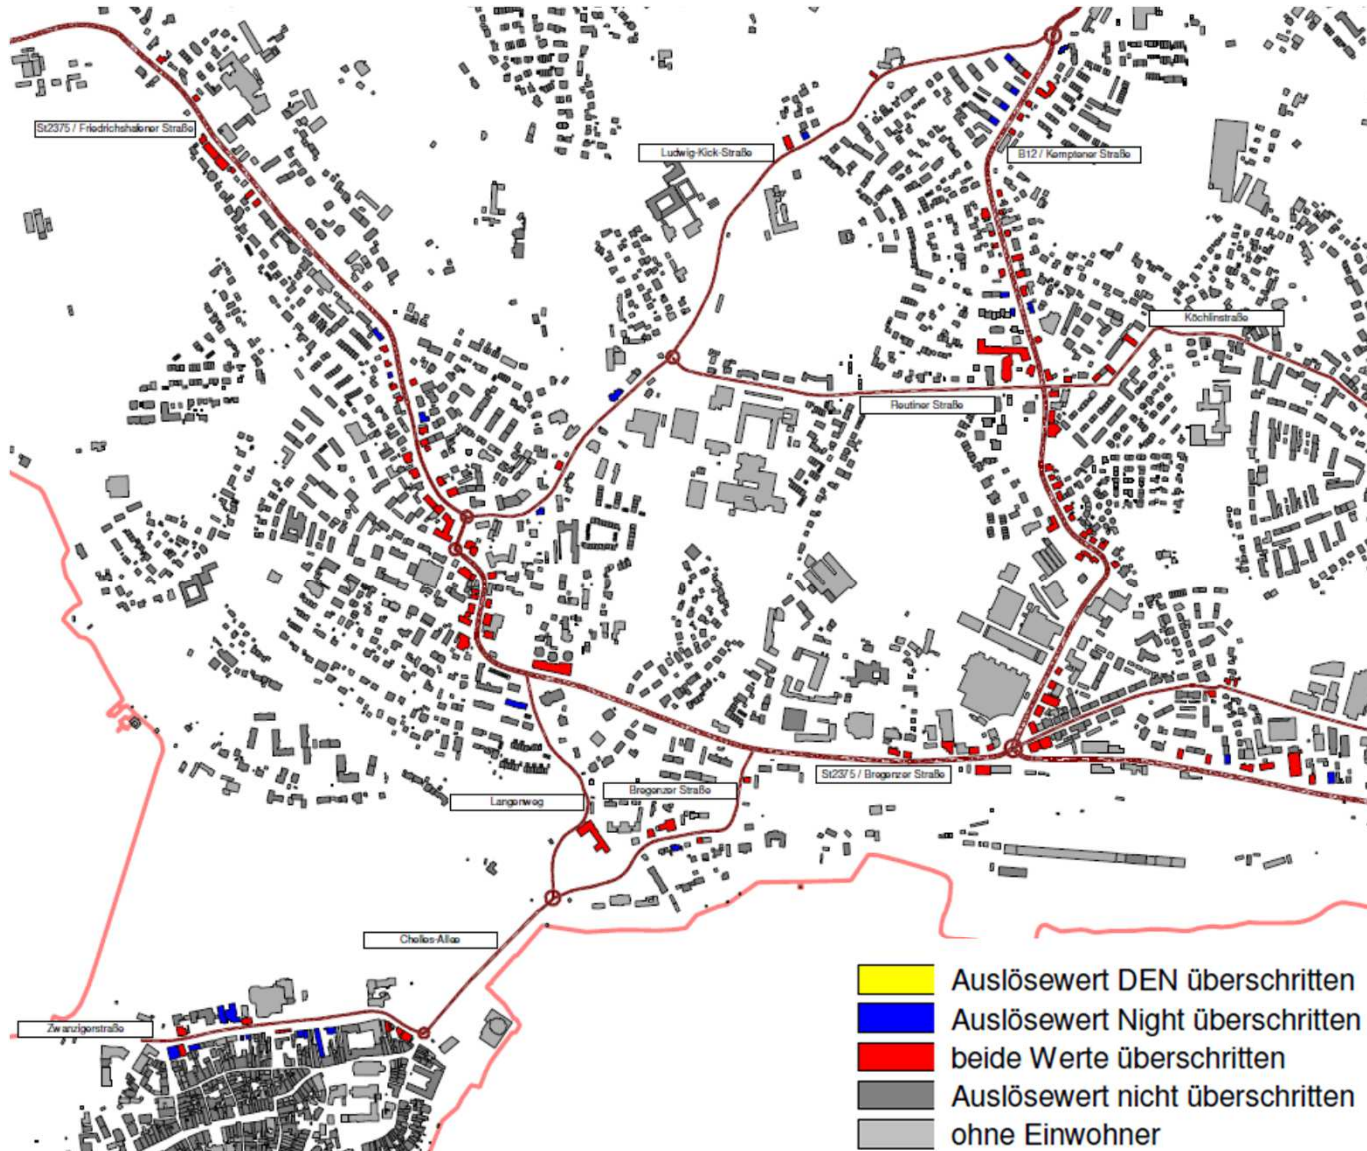 St2375 / Friedrichshafener Straße
Ludwig-Kick-Straße
B12 / Kemptener Straße
Köchlinstraße
Reutiner Straße
St2375 / Bregenzer Straße
Bregenzer Straße
Langenweg
Chelles-Allee
Zwanzigerstraße
Auslösewert DEN überschritten
Auslösewert Night überschritten
beide Werte überschritten
Auslösewert nicht überschritten
ohne Einwohner